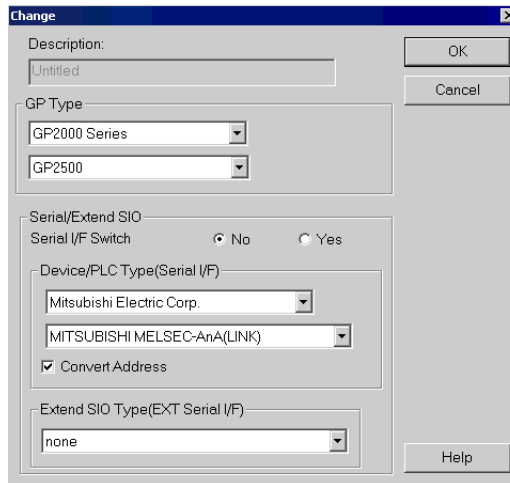 Change
Description:
Untitled
OK
Cancel
GP Type
GP2000 Series
GP2500
Serial/Extend SIO
Serial I/F Switch No Yes
Device/PLC Type(Serial I/F)
Mitsubishi Electric Corp.
MITSUBISHI MELSEC-AnA(LINK)
Convert Address
Extend SIO Type(EXT Serial I/F)
none
Help